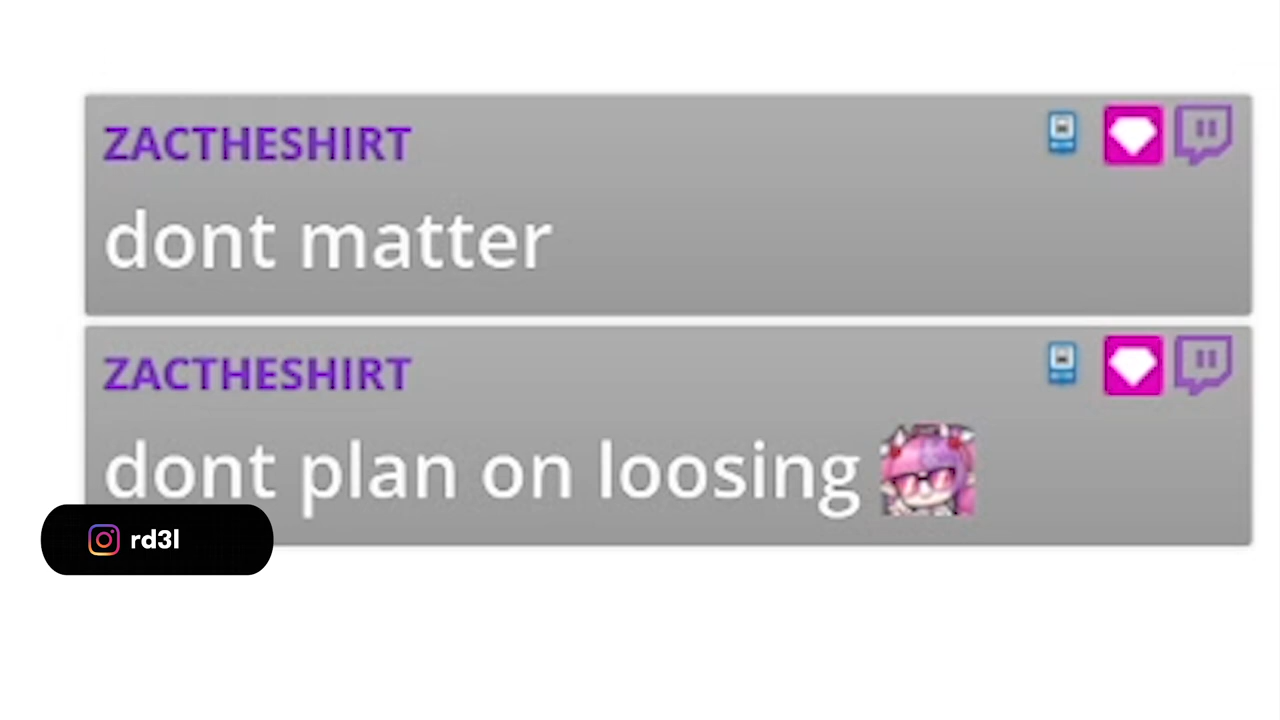 ZACTHESHIRT
dont matter
ZACTHESHIRT
dont plan on loosing
rd3l